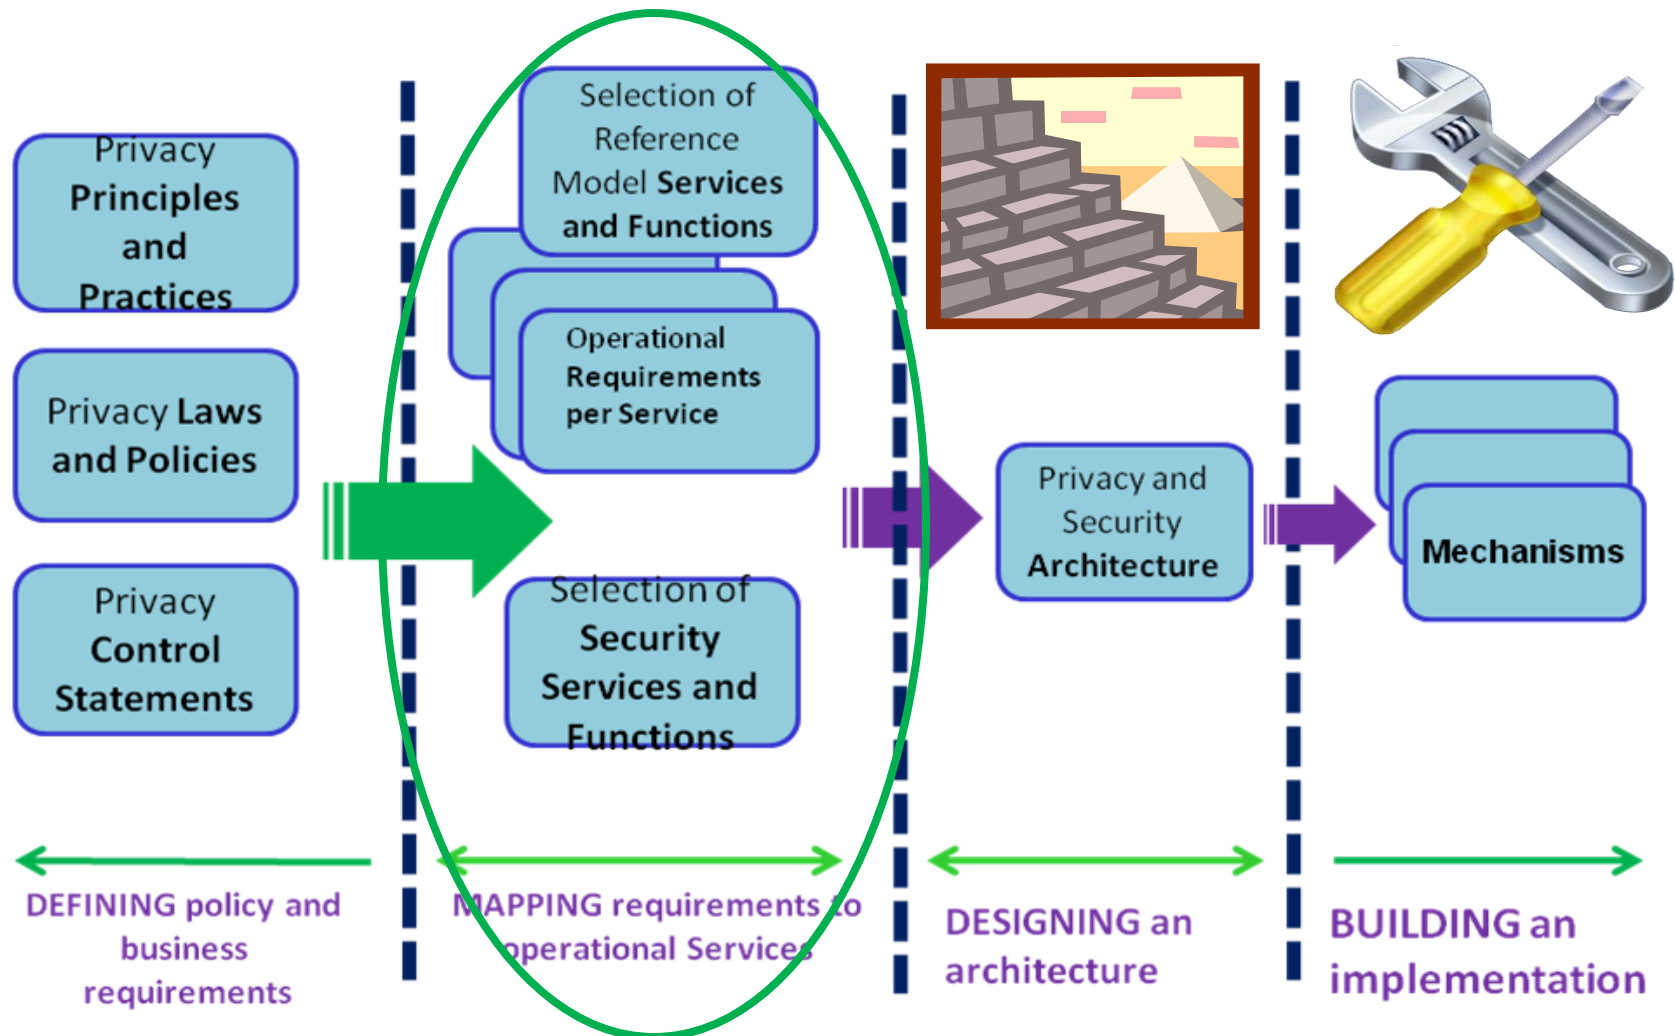 Privacy
Principles
and
Practices
Privacy Laws
and Policies
Privacy
Control
Statements
DEFINING policy and
business
requirements
Selection of
Reference
Model Services
and Functions
Operational
Requirements
per Service
Selection of
Security
Services and
Functions
MAPPING requirements to
operational Services
Privacy and
Security
Architecture
DESIGNING an
architecture
Mechanisms
BUILDING an
implementation